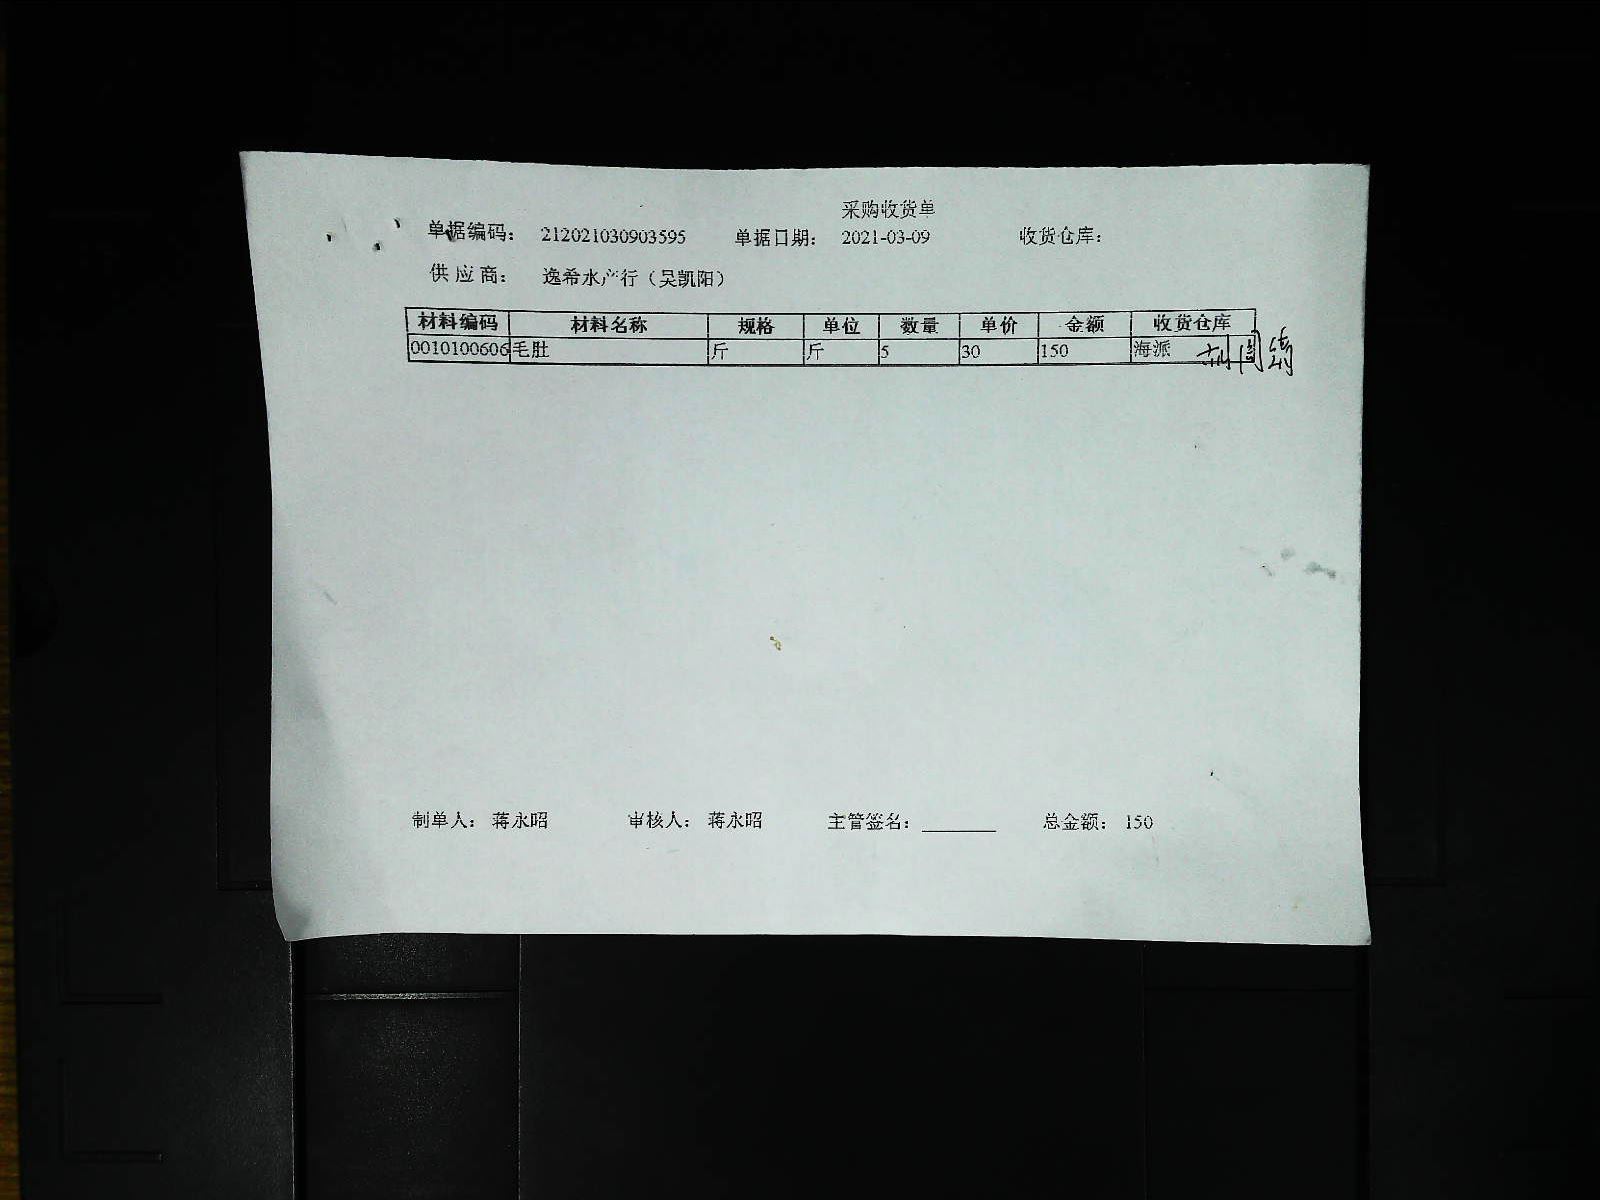 采购收货单
单据编码： 212021030903595 单据日期： 2021-03-09 收货仓库：
供应商： 逸希水产行（吴凯阳）
材料编码 材料名称 规格 单位 数量 单价 金额 收货仓库
0010100606 毛肚 斤 斤 5 30 150 海派
制单人： 蒋永昭 审核人： 蒋永昭 主管签名： 总金额： 150